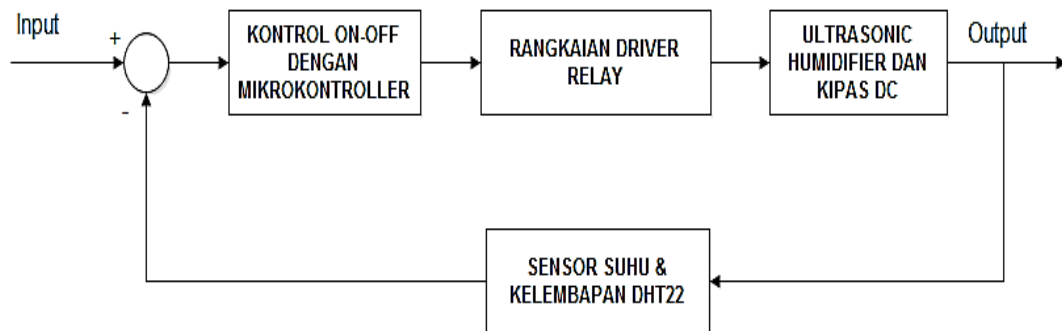 Input
+
-
KONTROL ON-OFF
DENGAN
MIKROKONTROLLER
RANGKAIAN DRIVER
RELAY
ULTRASONIC
HUMIDIFIER DAN
KIPAS DC
Output
SENSOR SUHU &
KELEMBAPAN DHT22